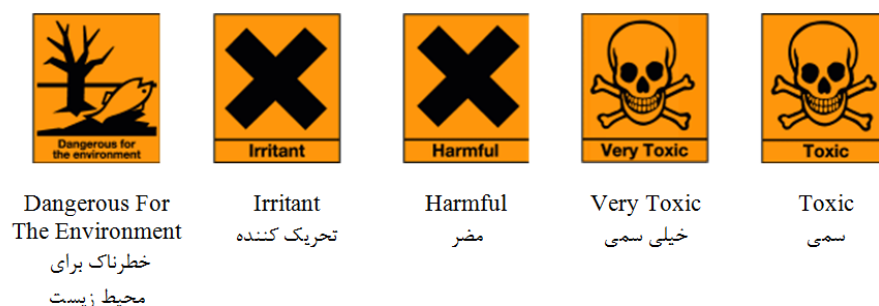 Dangerous for
the environment
Irritant
Harmful
Very Toxic
Toxic
Dangerous For
The Environment
خطرناک برای
محیط زیست
Irritant
تحریک کننده
Harmful
مضر
Very Toxic
خیلی سمی
Toxic
سمی